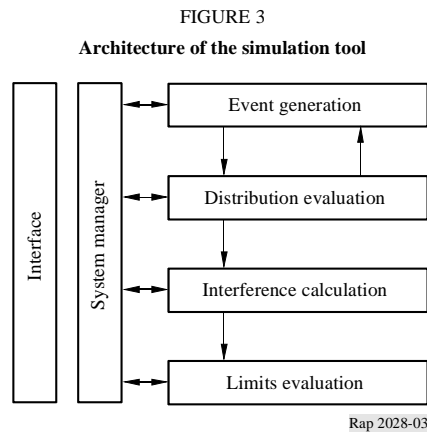 FIGURE 3
Architecture of the simulation tool
Interface
System manager
Event generation
Distribution evaluation
Interference calculation
Limits evaluation
Rap 2028-03